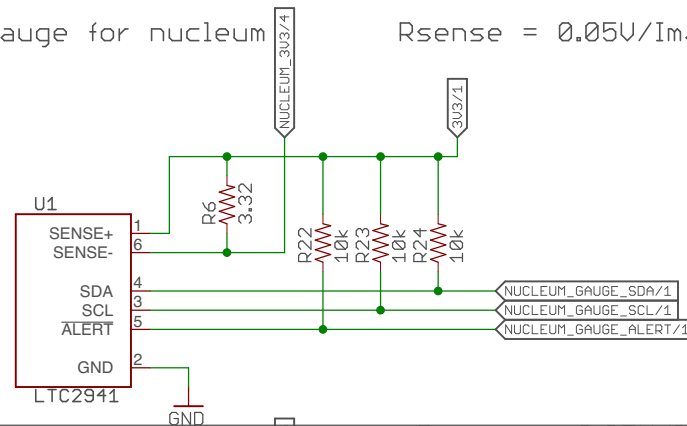 auge for nucleum
Rsense = 0.05V/Im
NUCLEUM_3V3/4
3V3/1
U1
SENSE+
1
SENSE-
6
SDA
4
SCL
3
ALERT
5
GND
2
LTC2941
R6
3.32
R22
10k
R23
10k
R24
10k
NUCLEUM_GAUGE_SDA/1
NUCLEUM_GAUGE_SCL/1
NUCLEUM_GAUGE_ALERT/1
GND